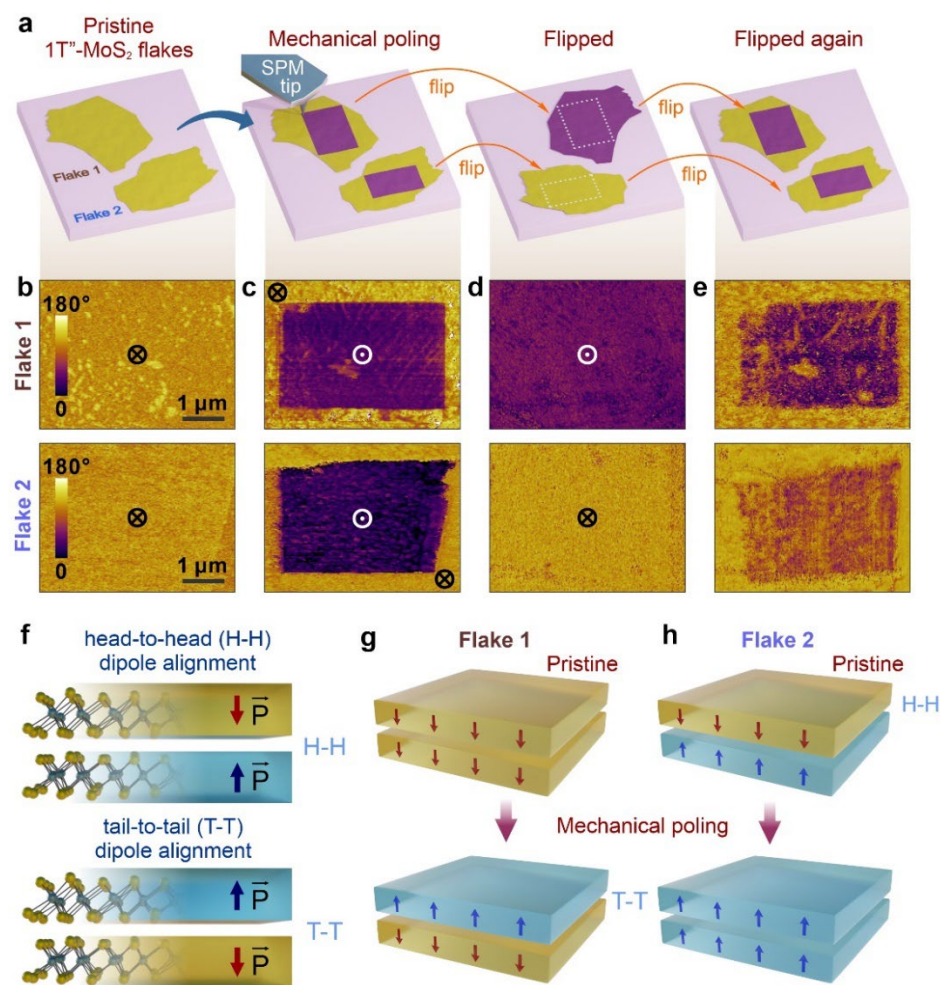 a
Pristine
1T”-MoS2 flakes
Mechanical poling
Flipped
Flipped again
SPM
tip
flip
flip
flip
flip
Flake 1
Flake 2
b
c
d
e
Flake 1
180°
0
1 µm
Flake 2
180°
0
1 µm
f
head-to-head (H-H)
dipole alignment
P
H-H
P
tail-to-tail (T-T)
dipole alignment
P
T-T
P
g
Flake 1
Pristine
Mechanical poling
T-T
h
Flake 2
Pristine
H-H